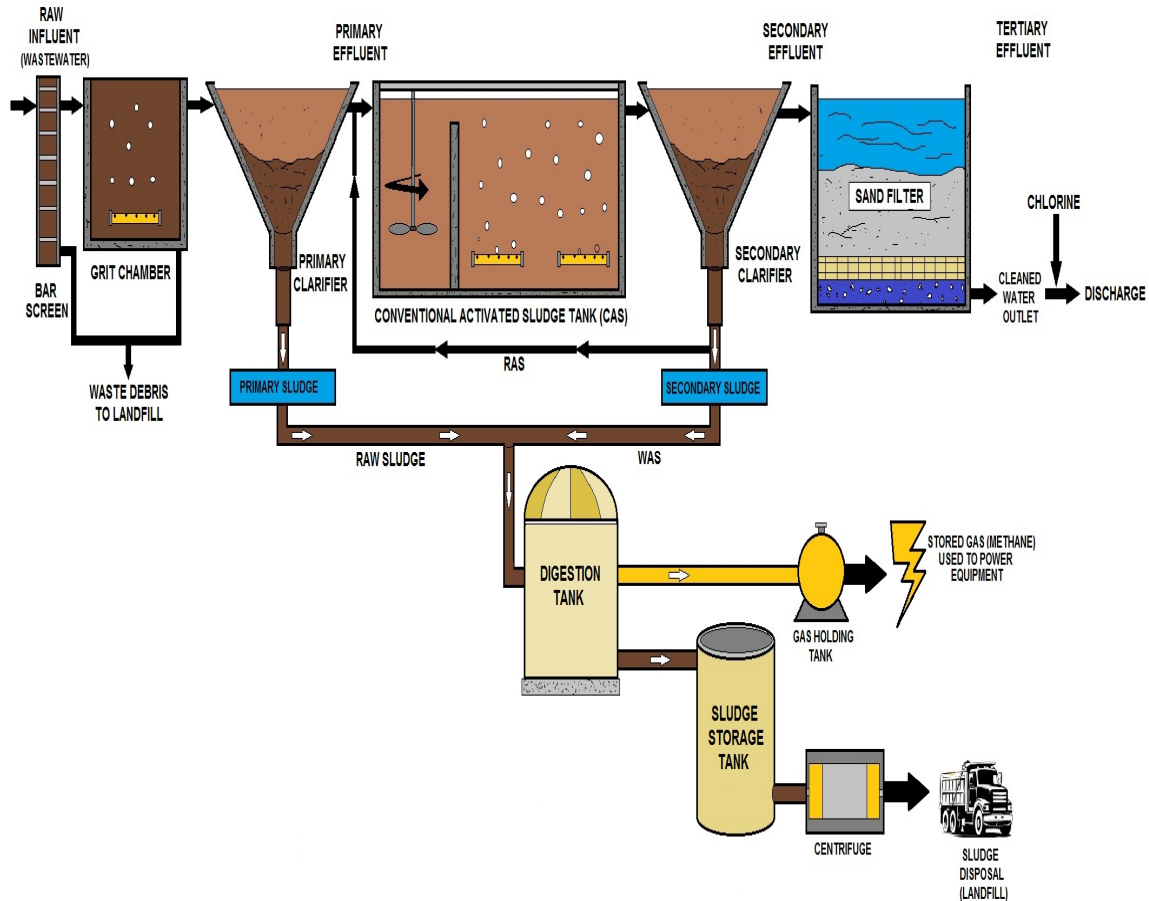 RAW
INFLUENT
(WASTEWATER)
PRIMARY
EFFLUENT
SECONDARY
EFFLUENT
TERTIARY
EFFLUENT
SAND FILTER
CHLORINE
GRIT CHAMBER
PRIMARY
CLARIFIER
SECONDARY
CLARIFIER
BAR
SCREEN
CONVENTIONAL ACTIVATED SLUDGE TANK (CAS)
CLEANED
WATER
OUTLET
DISCHARGE
RAS
WASTE DEBRIS
TO LANDFILL
PRIMARY SLUDGE
SECONDARY SLUDGE
RAW SLUDGE
WAS
DIGESTION
TANK
STORED GAS (METHANE)
USED TO POWER
EQUIPMENT
GAS HOLDING
TANK
SLUDGE
STORAGE
TANK
CENTRIFUGE
SLUDGE
DISPOSAL
(LANDFILL)